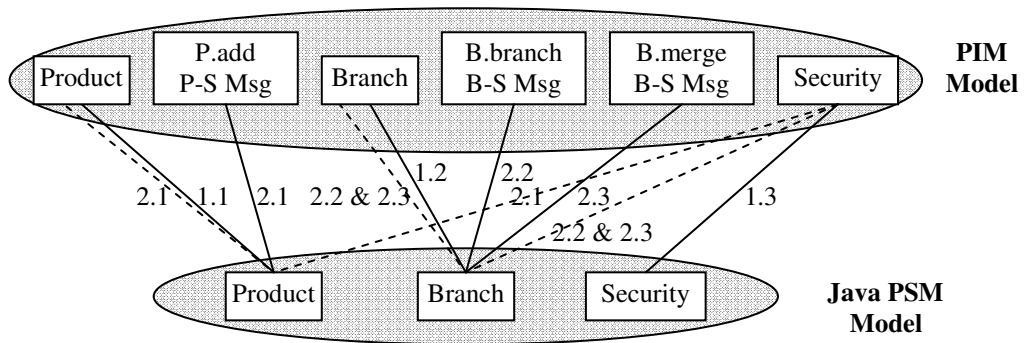 Product
P.add
P-S Msg
Branch
B.branch
B-S Msg
B.merge
B-S Msg
Security
PIM
Model
2.1
1.1
2.1
2.2 & 2.3
1.2
2.2
2.1
2.3
1.3
2.2 & 2.3
Product
Branch
Security
Java PSM
Model